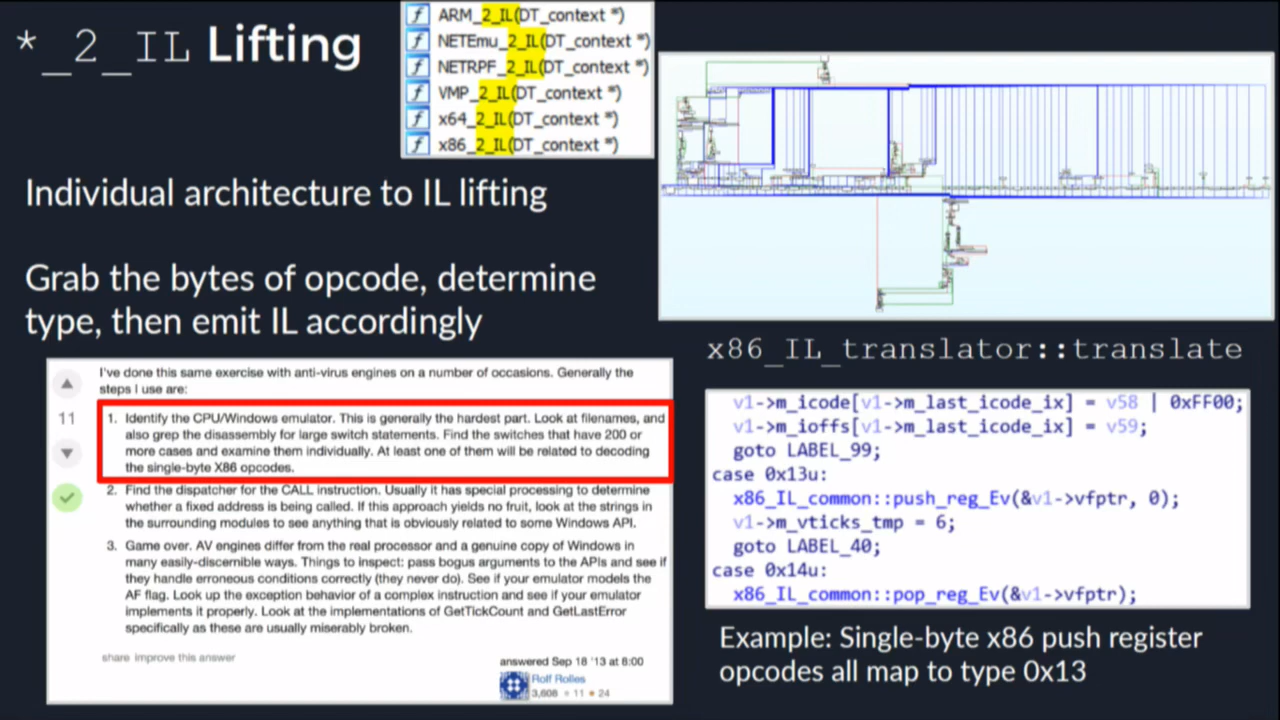 *_2_IL Lifting
ARM_2_IL(DT_context *)
NETEmu_2_IL(DT_context *)
NETRPF_2_IL(DT_context *)
VMP_2_IL(DT_context *)
x64_2_IL(DT_context *)
x86_2_IL(DT_context *)
Individual architecture to IL lifting
Grab the bytes of opcode, determine
type, then emit IL accordingly
I've done this same exercise with anti-virus engines on a number of occasions. Generally the
steps I use are:
11
1. Identify the CPU/Windows emulator. This is generally the hardest part. Look at filenames, and
also grep the disassembly for large switch statements. Find the switches that have 200 or
more cases and examine them individually. At least one of them will be related to decoding
the single-byte X86 opcodes.
2. Find the dispatcher for the CALL instruction. Usually it has special processing to determine
whether a fixed address is being called. If this approach yields no fruit, look at the strings in
the surrounding modules to see anything that is obviously related to some Windows API.
3. Game over. AV engines differ from the real processor and a genuine copy of Windows in
many easily-discernible ways. Things to inspect: pass bogus arguments to the APIs and see if
they handle erroneous conditions correctly (they never do). See if your emulator models the
AF flag. Look up the exception behavior of a complex instruction and see if your emulator
implements it properly. Look at the implementations of GetTickCount and GetLastError
specifically as these are usually miserably broken.
share improve this answer
answered Sep 18 '13 at 6:00
Rolf Rolles
3,608 11 24
x86_IL_translator::translate
v1->m_icode[v1->m_last_icode_ix] = v58 | 0xFF00;
v1->m_ioffs[v1->m_last_icode_ix] = v59;
goto LABEL_99;
case 0x13u:
x86_IL_common::push_reg_Ev(&v1->vfptr, 0);
v1->m_vticks_tmp = 6;
goto LABEL_40;
case 0x14u:
x86_IL_common::pop_reg_Ev(&v1->vfptr);
Example: Single-byte x86 push register
opcodes all map to type 0x13